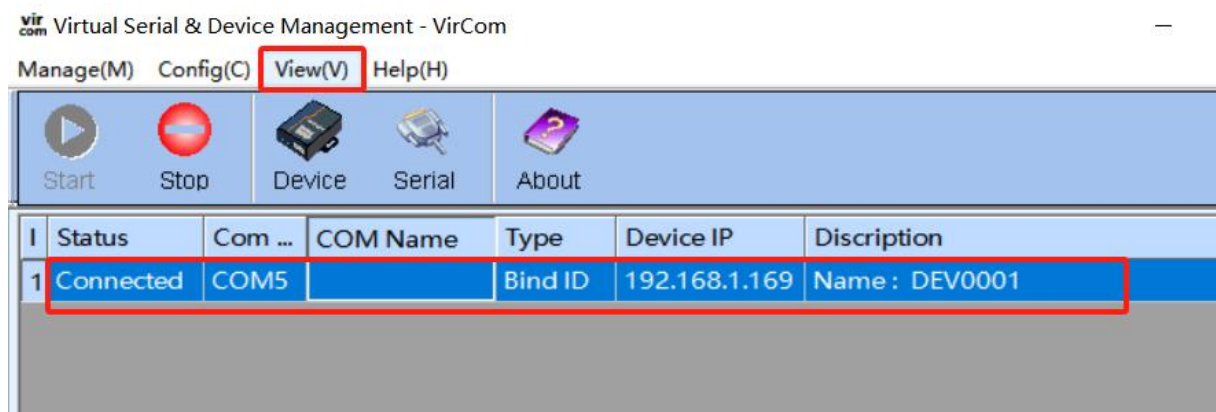 vir com Virtual Serial & Device Management - VirCom
Manage(M) Config(C) View(V) Help(H)
Start Stop Device Serial About
I Status Com ... COM Name Type Device IP Discription
1 Connected COM5 Bind ID 192.168.1.169 Name : DEV0001